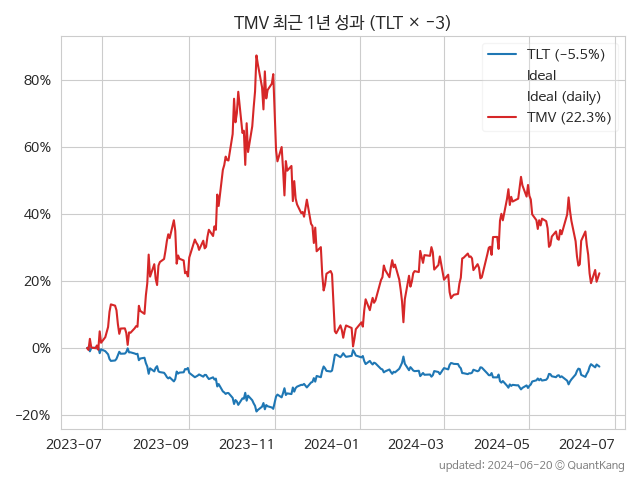 TMV 최근 1년 성과 (TLT × −3)
TLT (−5.5%)
Ideal
Ideal (daily)
TMV (22.3%)
80%
60%
40%
20%
0%
−20%
2023−07
2023−09
2023−11
2024−01
2024−03
2024−05
2024−07
updated: 2024-06-20 © QuantKang